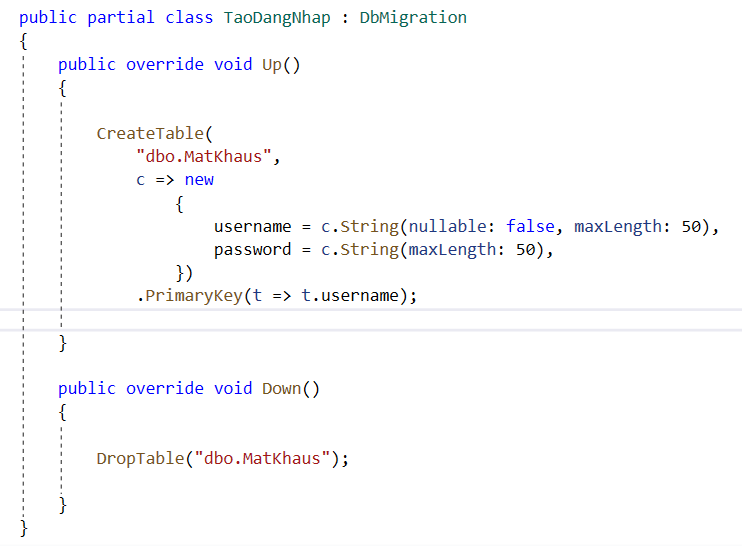 public partial class TaoDangNhap : DbMigration
{
public override void Up()
{
CreateTable(
"dbo.MatKhaus",
c => new
{
username = c.String(nullable: false, maxLength: 50),
password = c.String(maxLength: 50),
})
.PrimaryKey(t => t.username);
}
public override void Down()
{
DropTable("dbo.MatKhaus");
}
}